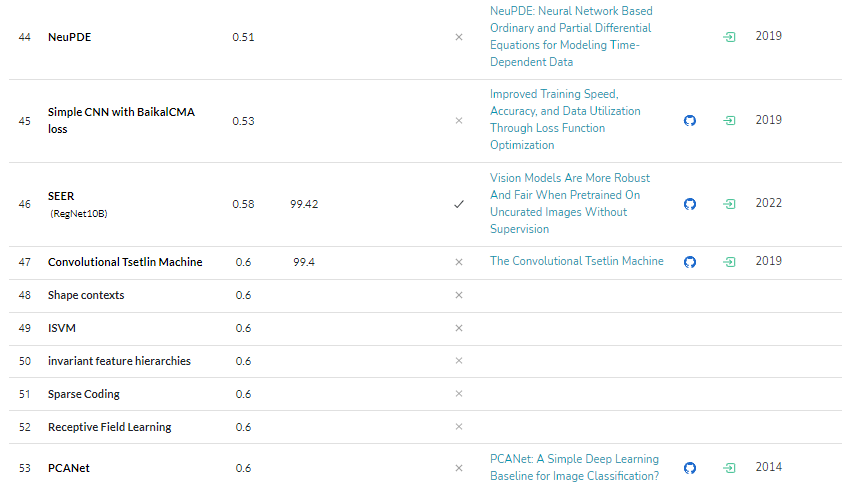 44 NeuPDE 0.51 NeuPDE: Neural Network Based
Ordinary and Partial Differential
Equations for Modeling Time-
Dependent Data 2019
45 Simple CNN with BaikalCMA
loss 0.53 Improved Training Speed,
Accuracy, and Data Utilization
Through Loss Function
Optimization 2019
46 SEER
(RegNet10B) 0.58 99.42 Vision Models Are More Robust
And Fair When Pretrained On
Uncurated Images Without
Supervision 2022
47 Convolutional Tsetlin Machine 0.6 99.4 The Convolutional Tsetlin Machine 2019
48 Shape contexts 0.6
49 ISVM 0.6
50 invariant feature hierarchies 0.6
51 Sparse Coding 0.6
52 Receptive Field Learning 0.6
53 PCANet 0.6 PCANet: A Simple Deep Learning
Baseline for Image Classification? 2014